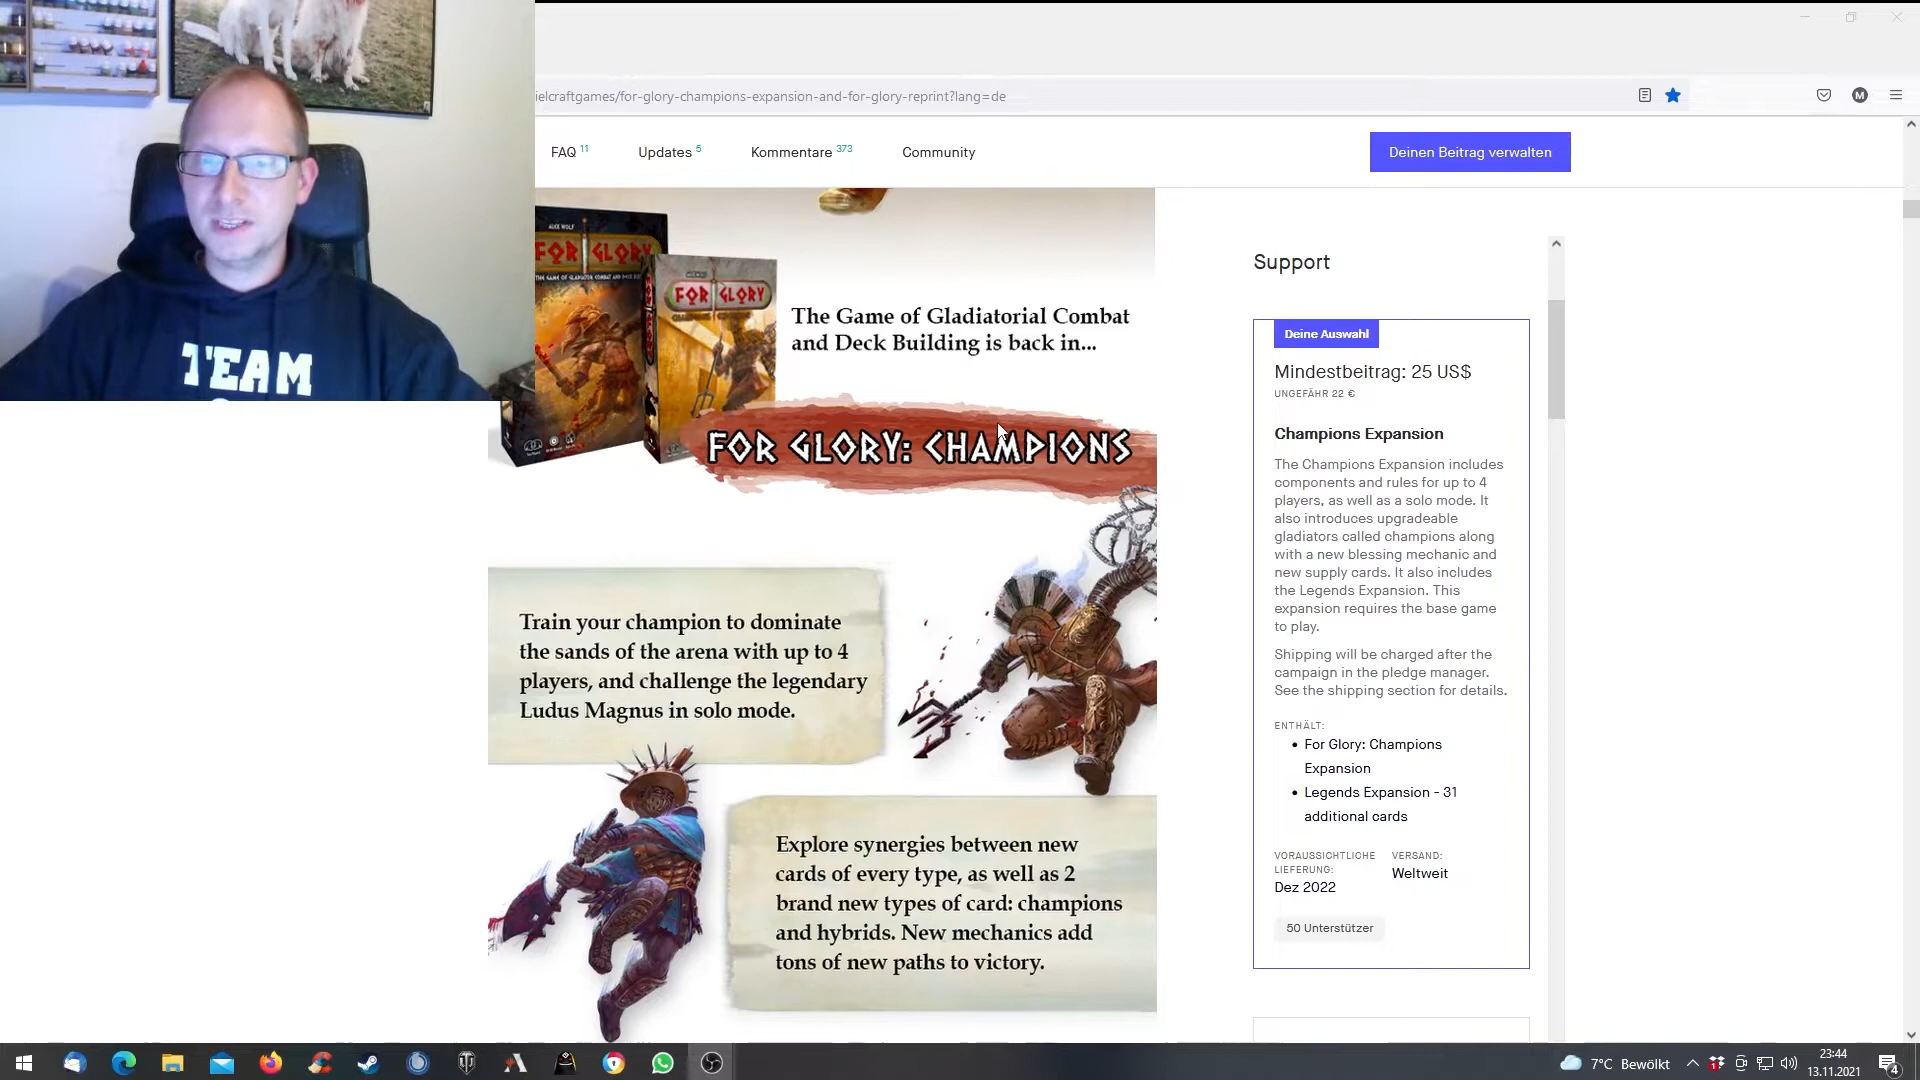 ielcraftgames/for-glory-champions-expansion-and-for-glory-reprint?lang=de
M
FAQ 11
Updates 5
Kommentare 373
Community
Deinen Beitrag verwalten
TEAM
ALEX WOLF
FOR GLORY
FOR GLORY
The Game of Gladiatorial Combat
and Deck Building is back in...
FOR GLORY: CHAMPIONS
Train your champion to dominate
the sands of the arena with up to 4
players, and challenge the legendary
Ludus Magnus in solo mode.
Explore synergies between new
cards of every type, as well as 2
brand new types of card: champions
and hybrids. New mechanics add
tons of new paths to victory.
Support
Deine Auswahl
Mindestbeitrag: 25 US$
UNGEFÄHR 22 €
Champions Expansion
The Champions Expansion includes
components and rules for up to 4
players, as well as a solo mode. It
also introduces upgradeable
gladiators called champions along
with a new blessing mechanic and
new supply cards. It also includes
the Legends Expansion. This
expansion requires the base game
to play.
Shipping will be charged after the
campaign in the pledge manager.
See the shipping section for details.
ENTHÄLT:
• For Glory: Champions
Expansion
• Legends Expansion - 31
additional cards
VORAUSSICHTLICHE
LIEFERUNG:
Dez 2022
VERSAND:
Weltweit
50 Unterstützer
7°C Bewölkt
23:44
13.11.2021
4